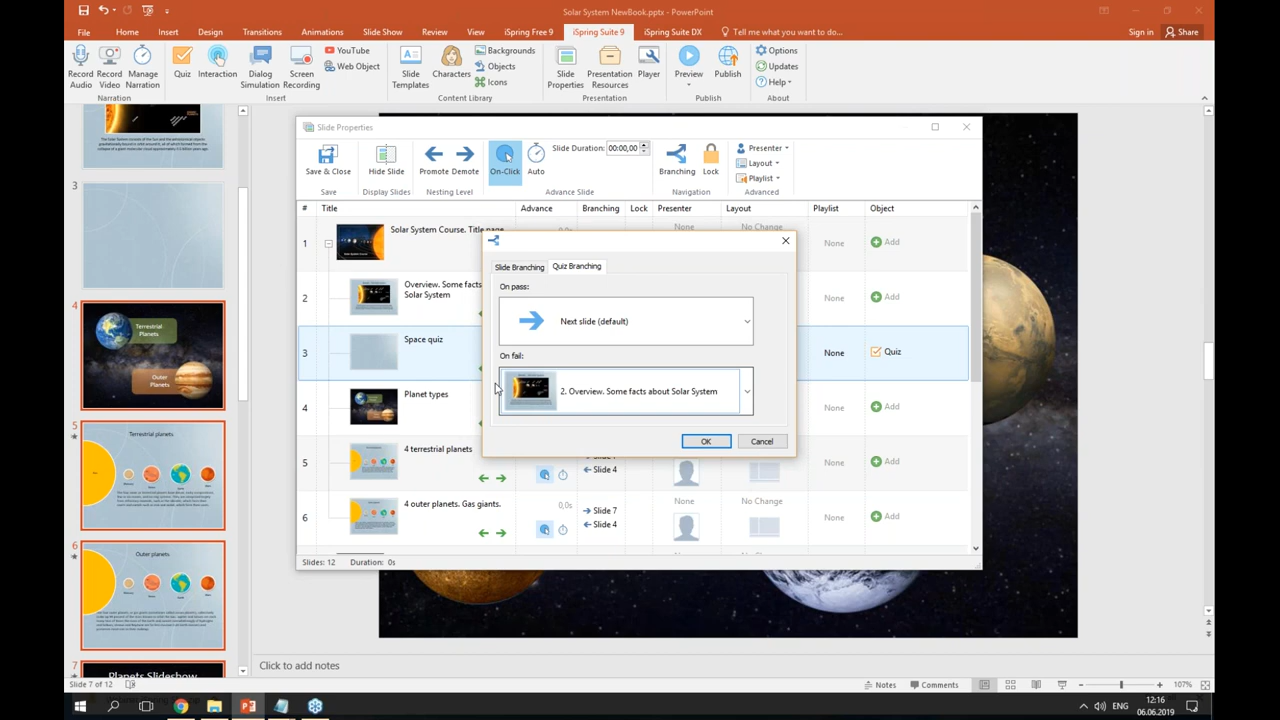 Solar System NewBook.pptx - PowerPoint
File Home Insert Design Transitions Animations Slide Show Review View iSpring Free 9 iSpring Suite 9 iSpring Suite DX Tell me what you want to do... Sign in Share
Record Audio
Record Video
Manage Narration
Quiz
Interaction
Dialog Simulation
Screen Recording
YouTube
Web Object
Slide Templates
Characters
Backgrounds
Objects
Icons
Slide Properties
Presentation Resources
Player
Preview
Publish
Options
Updates
Help
Narration Insert Content Library Presentation Publish About
3
4
Terrestrial
Planets
Outer
Planets
5
Terrestrial planets
6
Outer planets
7
Planets Slideshow
Slide Properties
Save & Close
Hide Slide
Promote
Demote
On-Click
Auto
Slide Duration: 00:00,00
Branching
Lock
Presenter
Layout
Playlist
Save Display Slides Nesting Level Advance Slide Navigation Advanced
# Title Advance Branching Lock Presenter Layout Playlist Object
1 Solar System Course. Title page None No Change None Add
2 Overview. Some facts
Solar System None Add
3 Space quiz None Quiz
4 Planet types None Add
5 4 terrestrial planets None Add
Slide 4
6 4 outer planets. Gas giants. 0,0s Slide 7 None No Change None Add
Slide 4
Slides: 12 Duration: 0s
Slide Branching Quiz Branching
On pass:
Next slide (default)
On fail:
2. Overview. Some facts about Solar System
OK Cancel
Click to add notes
Slide 7 of 12 Notes Comments 107%
ENG 12:16
06.06.2019